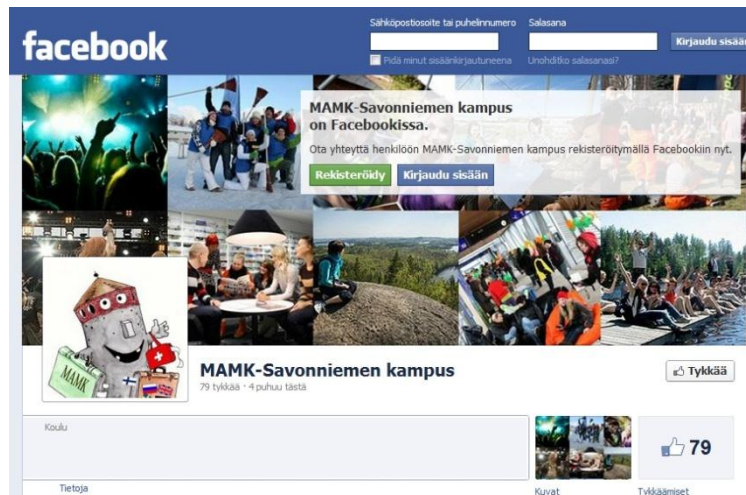 Sähköpostiosoite tai puhelinnumero
Salasana
facebook
Kirjaudu sisään
Pidä minut sisäänkirjautuneena
Unohditko salasanasi?
MAMK-Savonniemen kampus
on Facebookissa.
Ota yhteyttä henkilöön MAMK-Savonniemen kampus rekisteröitymällä Facebookiin nyt.
Rekisteröidy
Kirjaudu sisään
MAMK
MAMK-Savonniemen kampus
79 tykkää · 4 puhuu tästä
Tykkää
Koulu
79
Tietoja
Kuvat
Tykkäämiset